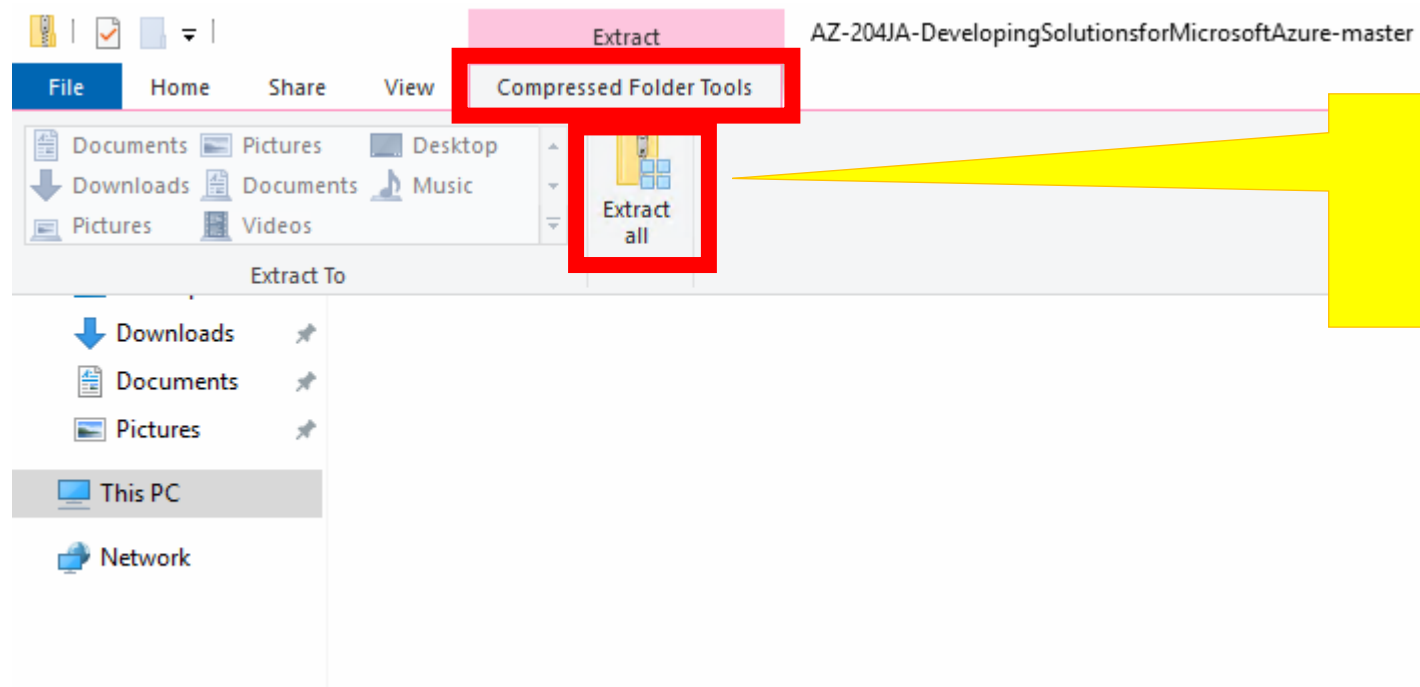 Extract
AZ-204JA-DevelopingSolutionsforMicrosoftAzure-master
File Home Share View Compressed Folder Tools
Documents Pictures Desktop
Downloads Documents Music
Pictures Videos
Extract
all
Extract To
Downloads
Documents
Pictures
This PC
Network